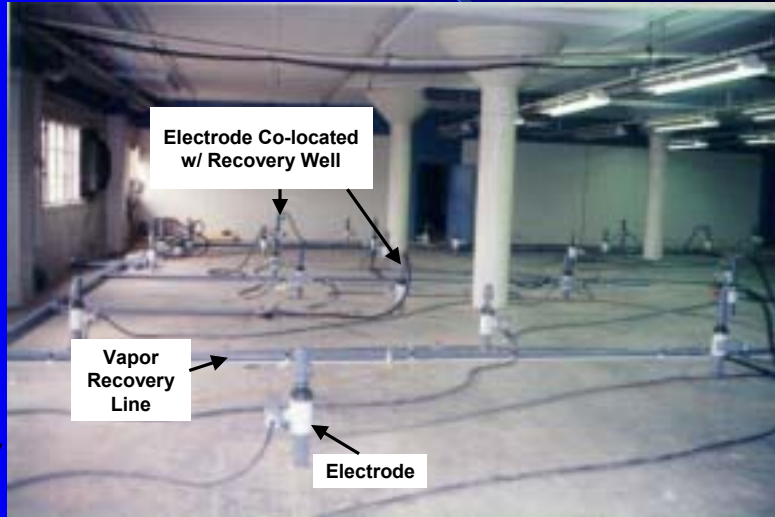 Electrode Co-located
w/ Recovery Well
Vapor
Recovery
Line
Electrode